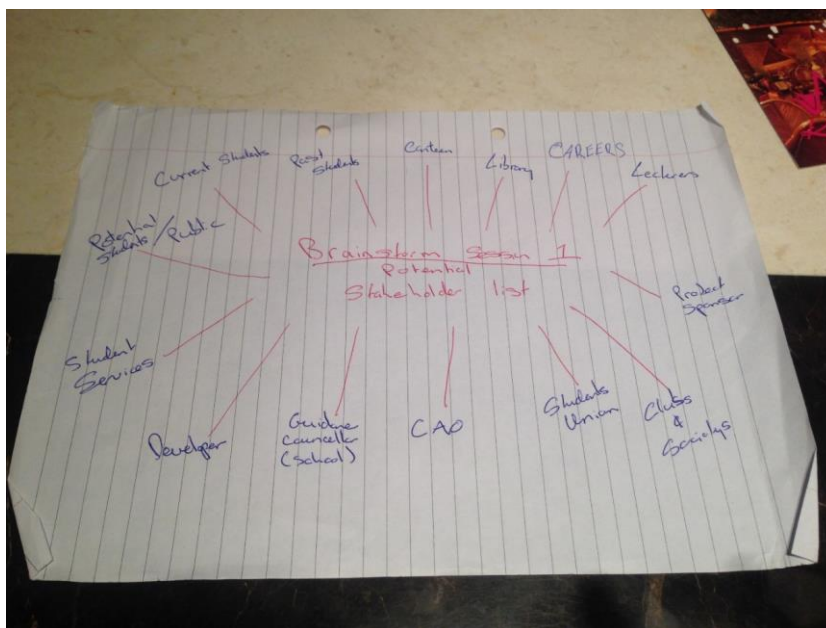 Brainstorm Session 1
Potential
Stakeholder list
Current Students
Past
Students
Canteen
Library
CAREERS
Lecturers
Project
Sponsor
Clubs
&
Societys
Students
Union
CAO
Guidance
Councellor
(School)
Developer
Student
Services
Potential
Students / Public